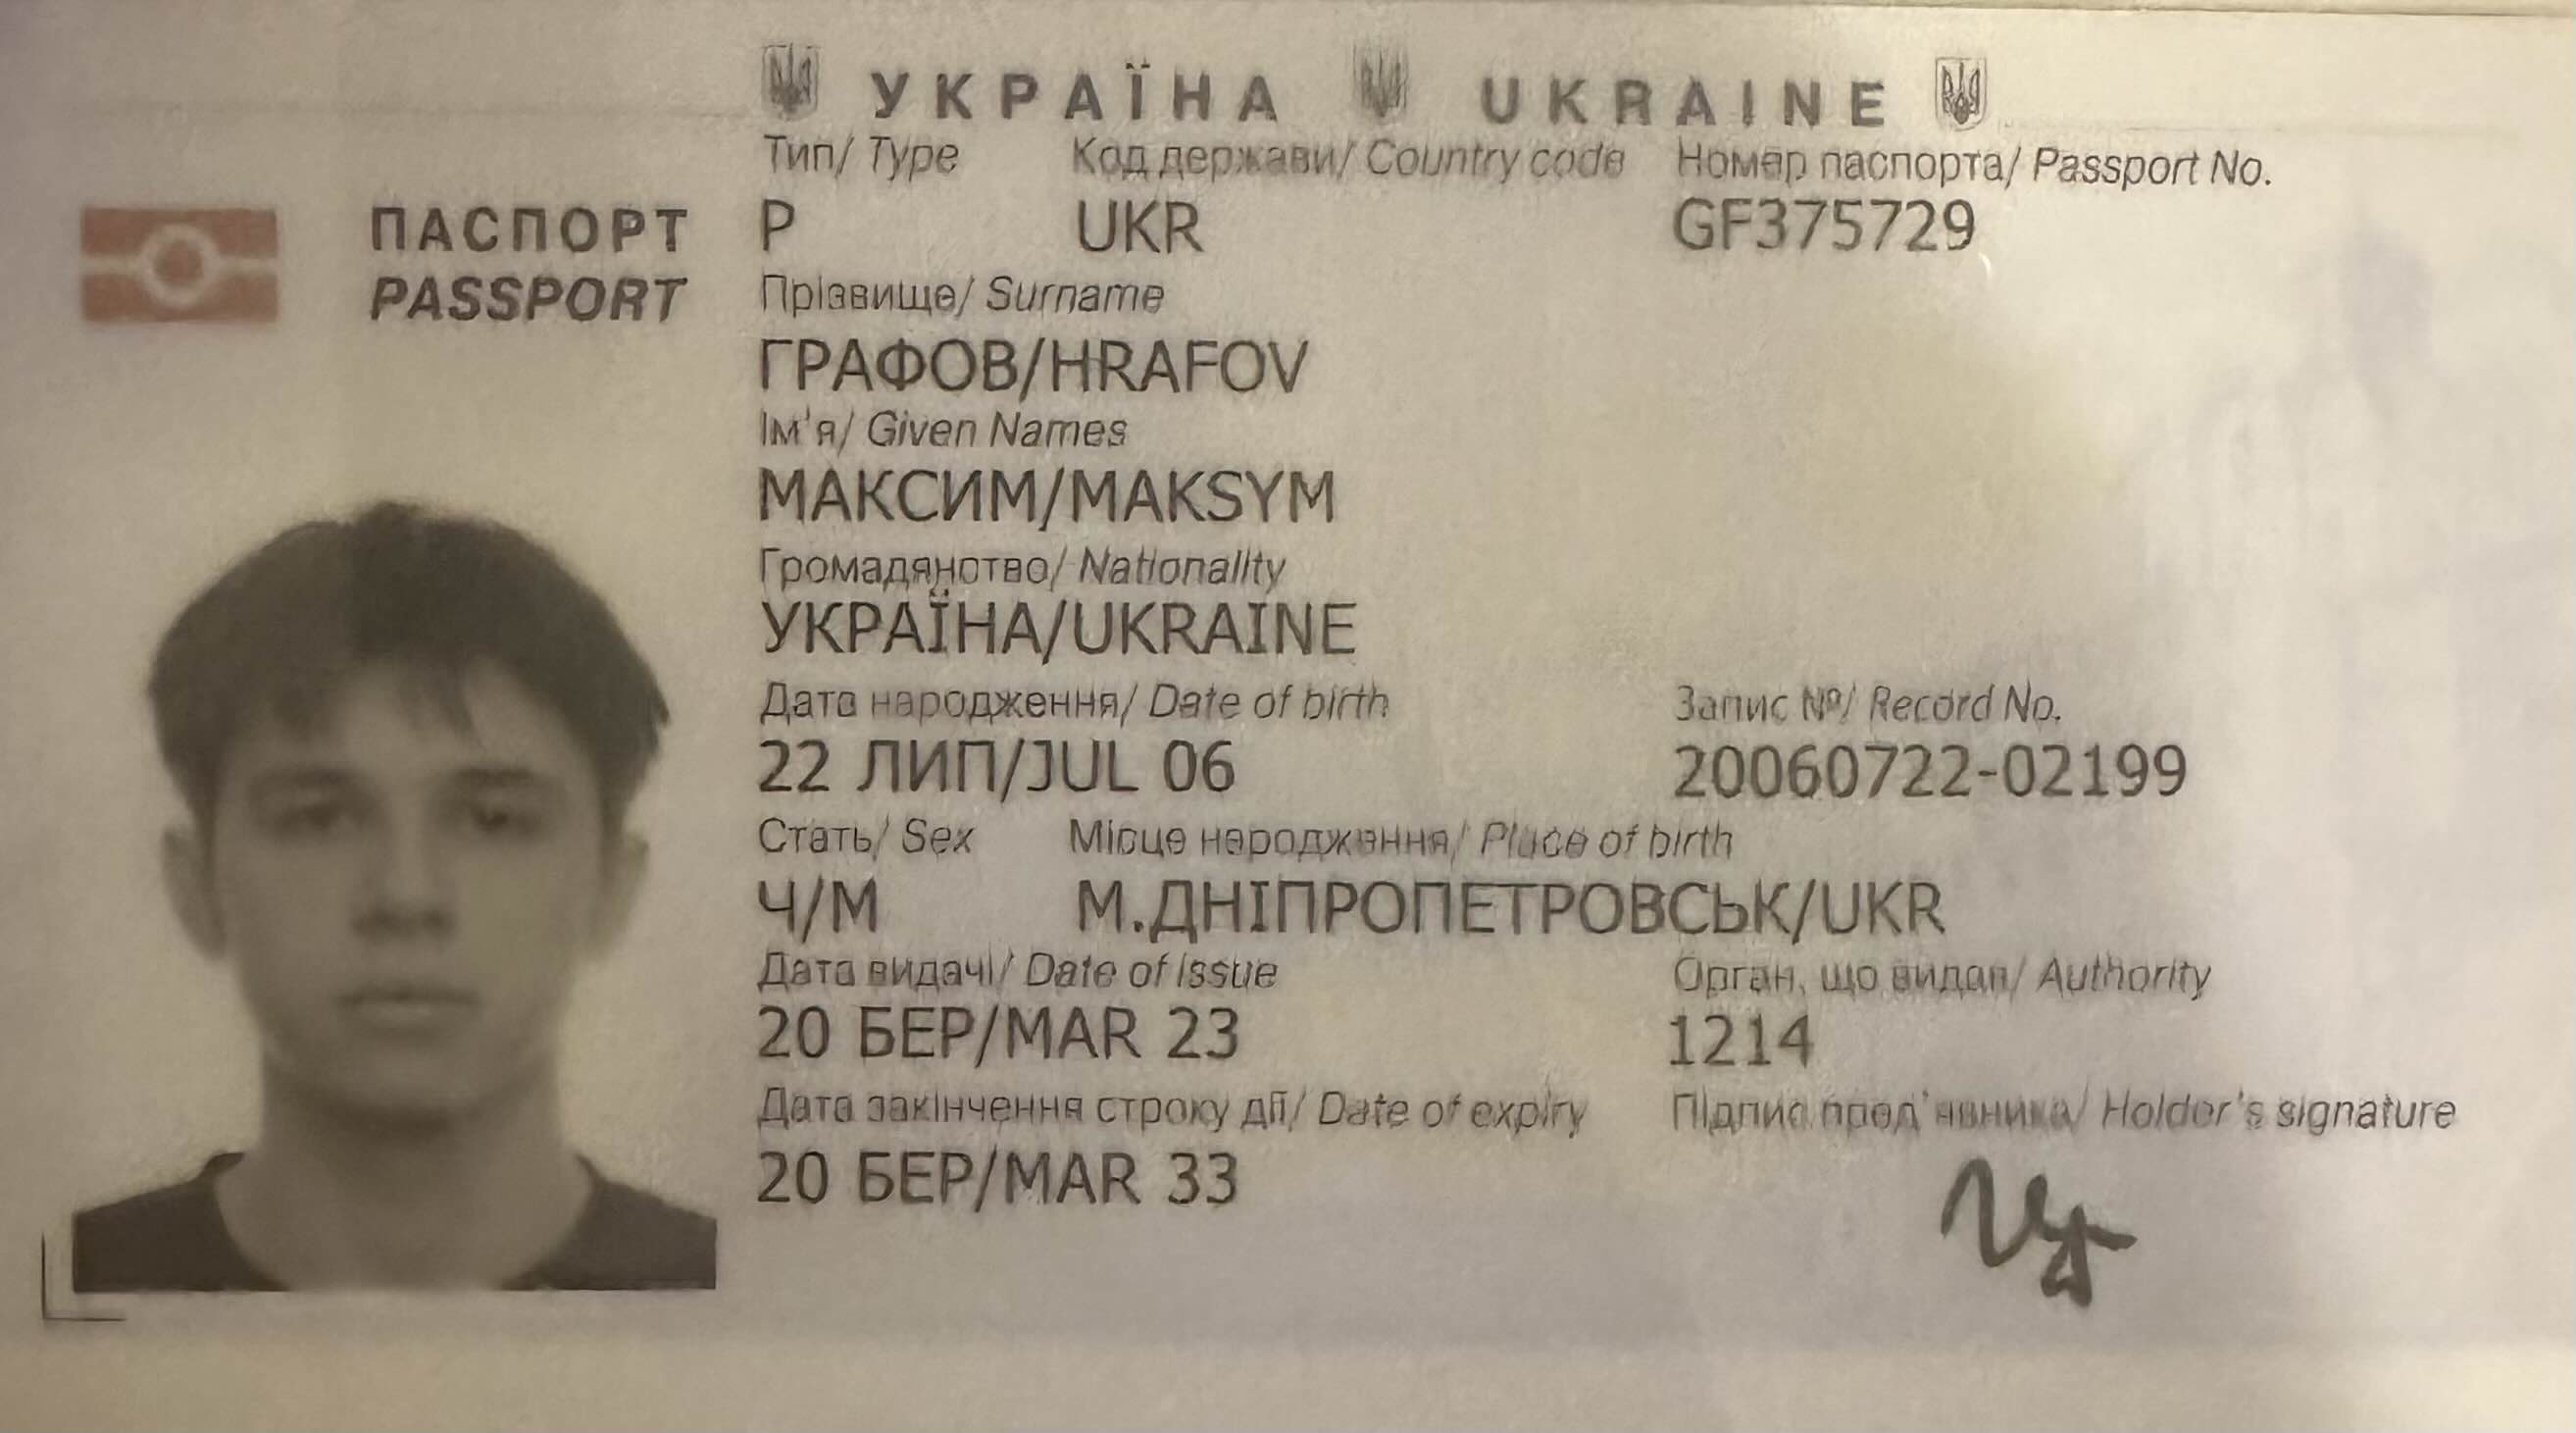 УКРАЇНА UKRAINE
Тип/ Type Код держави/ Country code Номер паспорта/ Passport No.
ПАСПОРТ P UKR GF375729
PASSPORT
Прізвище/ Surname
ГРАФОВ/HRAFOV
Ім'я/ Given Names
МАКСИМ/MAKSYM
Громадянство/ Nationality
УКРАЇНА/UKRAINE
Дата народження/ Date of birth Запис №/ Record No.
22 ЛИП/JUL 06 20060722-02199
Стать/ Sex Місце народження/ Place of birth
Ч/M М.ДНІПРОПЕТРОВСЬК/UKR
Дата видачі/ Date of issue Орган, що видав/ Authority
20 БЕР/MAR 23 1214
Дата закінчення строку дії/ Date of expiry Підпис пред'явника/ Holder's signature
20 БЕР/MAR 33